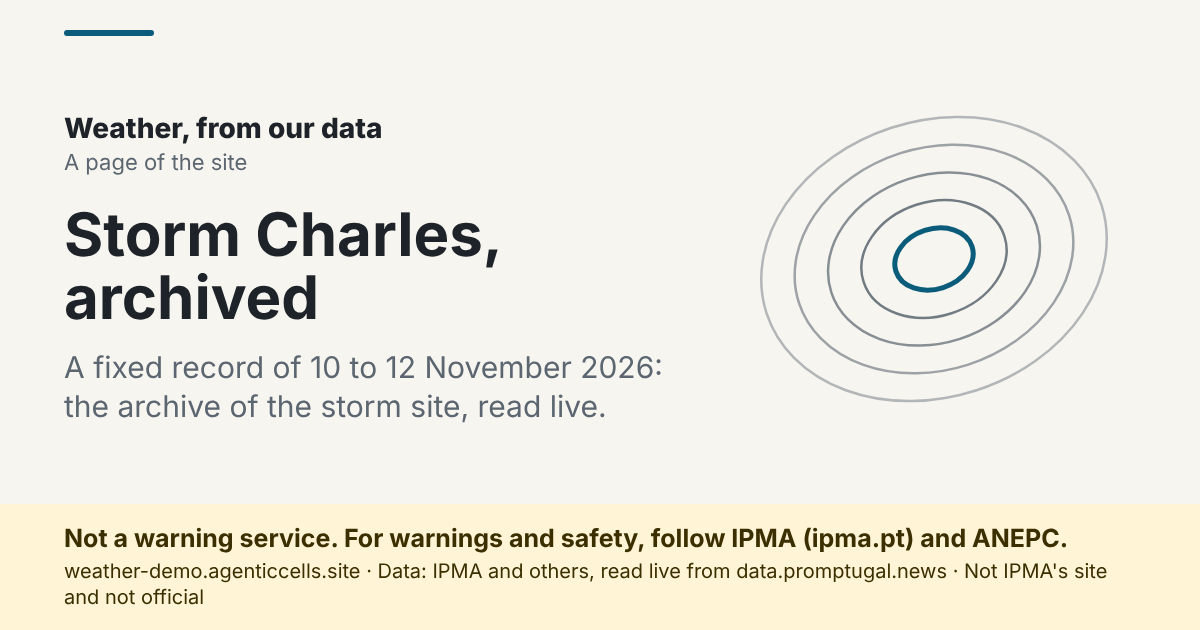 Weather, from our data
A page of the site
Storm Charles,
archived
A fixed record of 10 to 12 November 2026:
the archive of the storm site, read live.
Not a warning service. For warnings and safety, follow IPMA (ipma.pt) and ANEPC.
weather-demo.agenticcells.site · Data: IPMA and others, read live from data.promptugal.news · Not IPMA's site
and not official